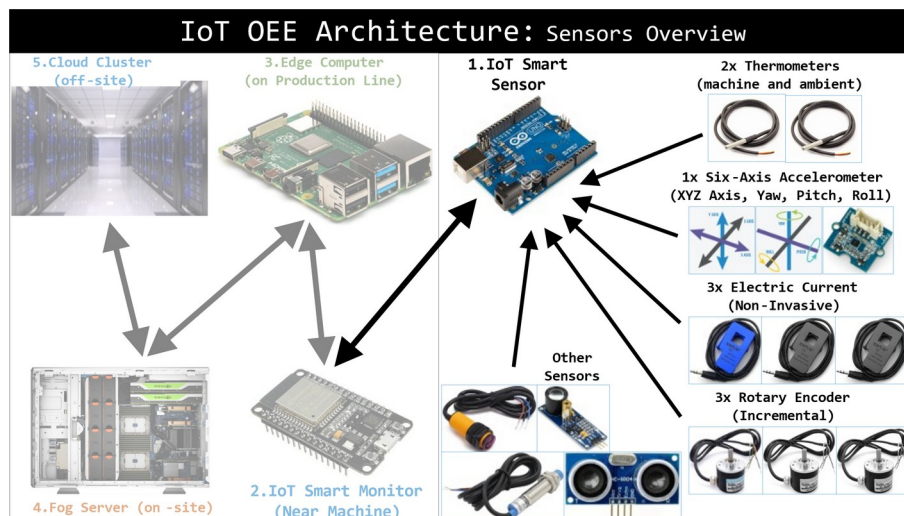 IoT OEE Architecture: Sensors Overview
5.Cloud Cluster
(off-site)
3.Edge Computer
(on Production Line)
1.IoT Smart
Sensor
2x Thermometers
(machine and ambient)
1x Six-Axis Accelerometer
(XYZ Axis, Yaw, Pitch, Roll)
3x Electric Current
(Non-Invasive)
Other
Sensors
3x Rotary Encoder
(Incremental)
4.Fog Server (on -site)
2.IoT Smart Monitor
(Near Machine)